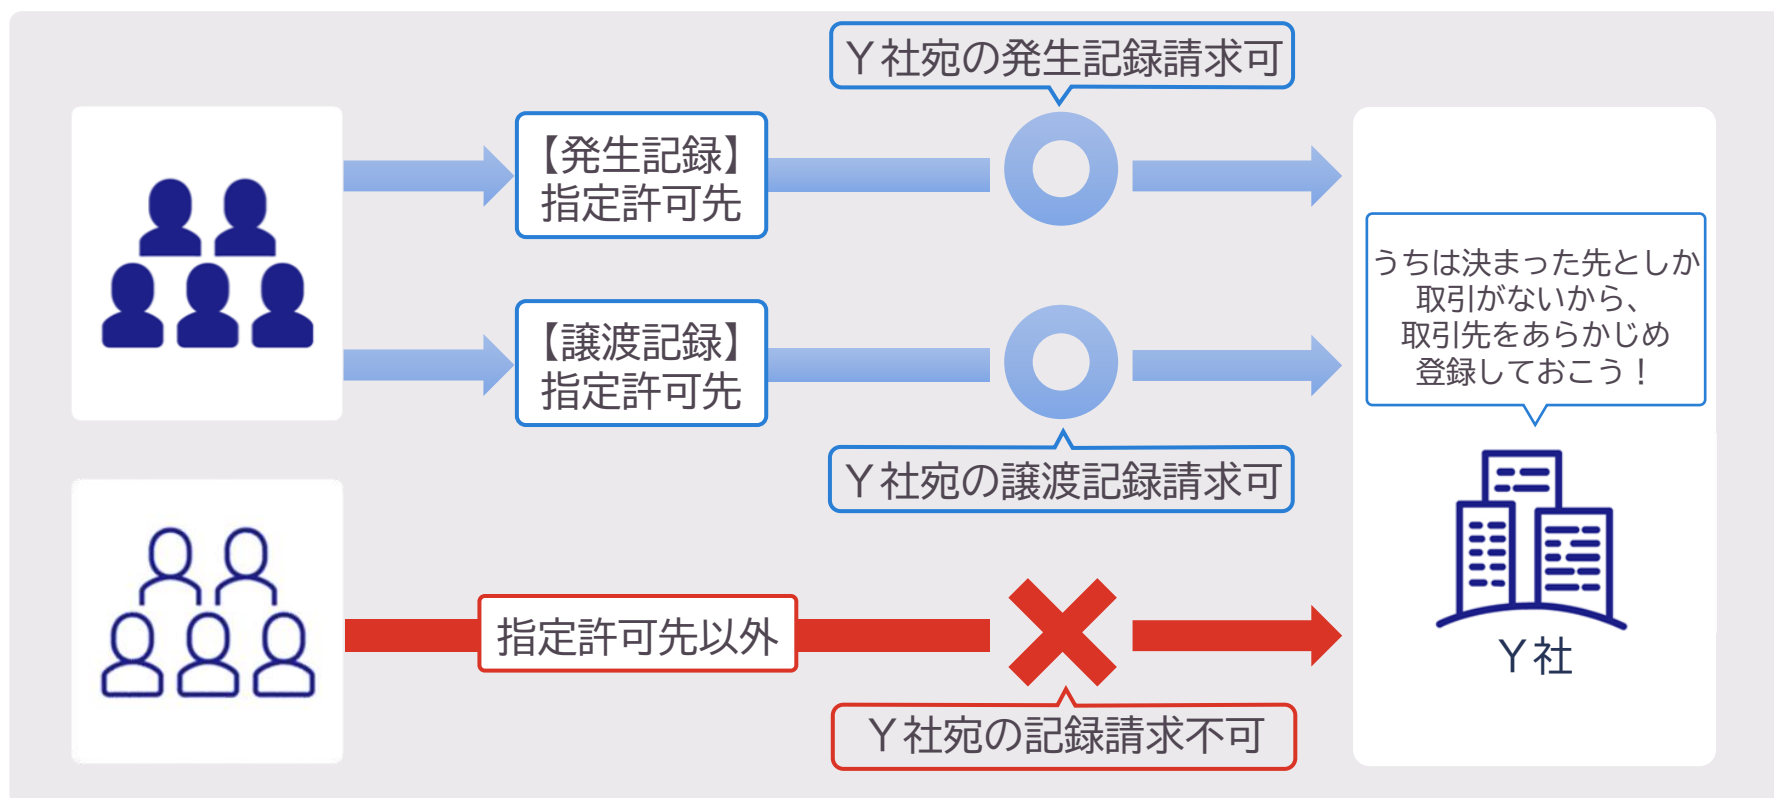 Ｙ社宛の発生記録請求可
【発生記録】
指定許可先
【譲渡記録】
指定許可先
Ｙ社宛の譲渡記録請求可
指定許可先以外
Ｙ社宛の記録請求不可
うちは決まった先としか
取引がないから、
取引先をあらかじめ
登録しておこう！
Ｙ社